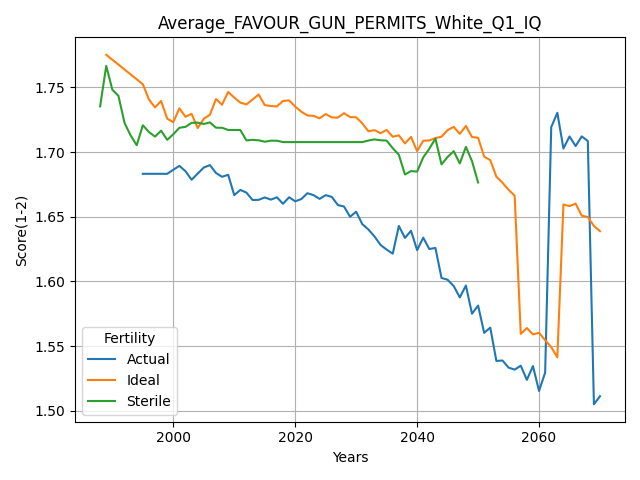 Average_FAVOUR_GUN_PERMITS_White_Q1_IQ
Score(1-2)
1.75
1.70
1.65
1.60
1.55
1.50
Fertility
Actual
Ideal
Sterile
2000
2020
2040
2060
Years